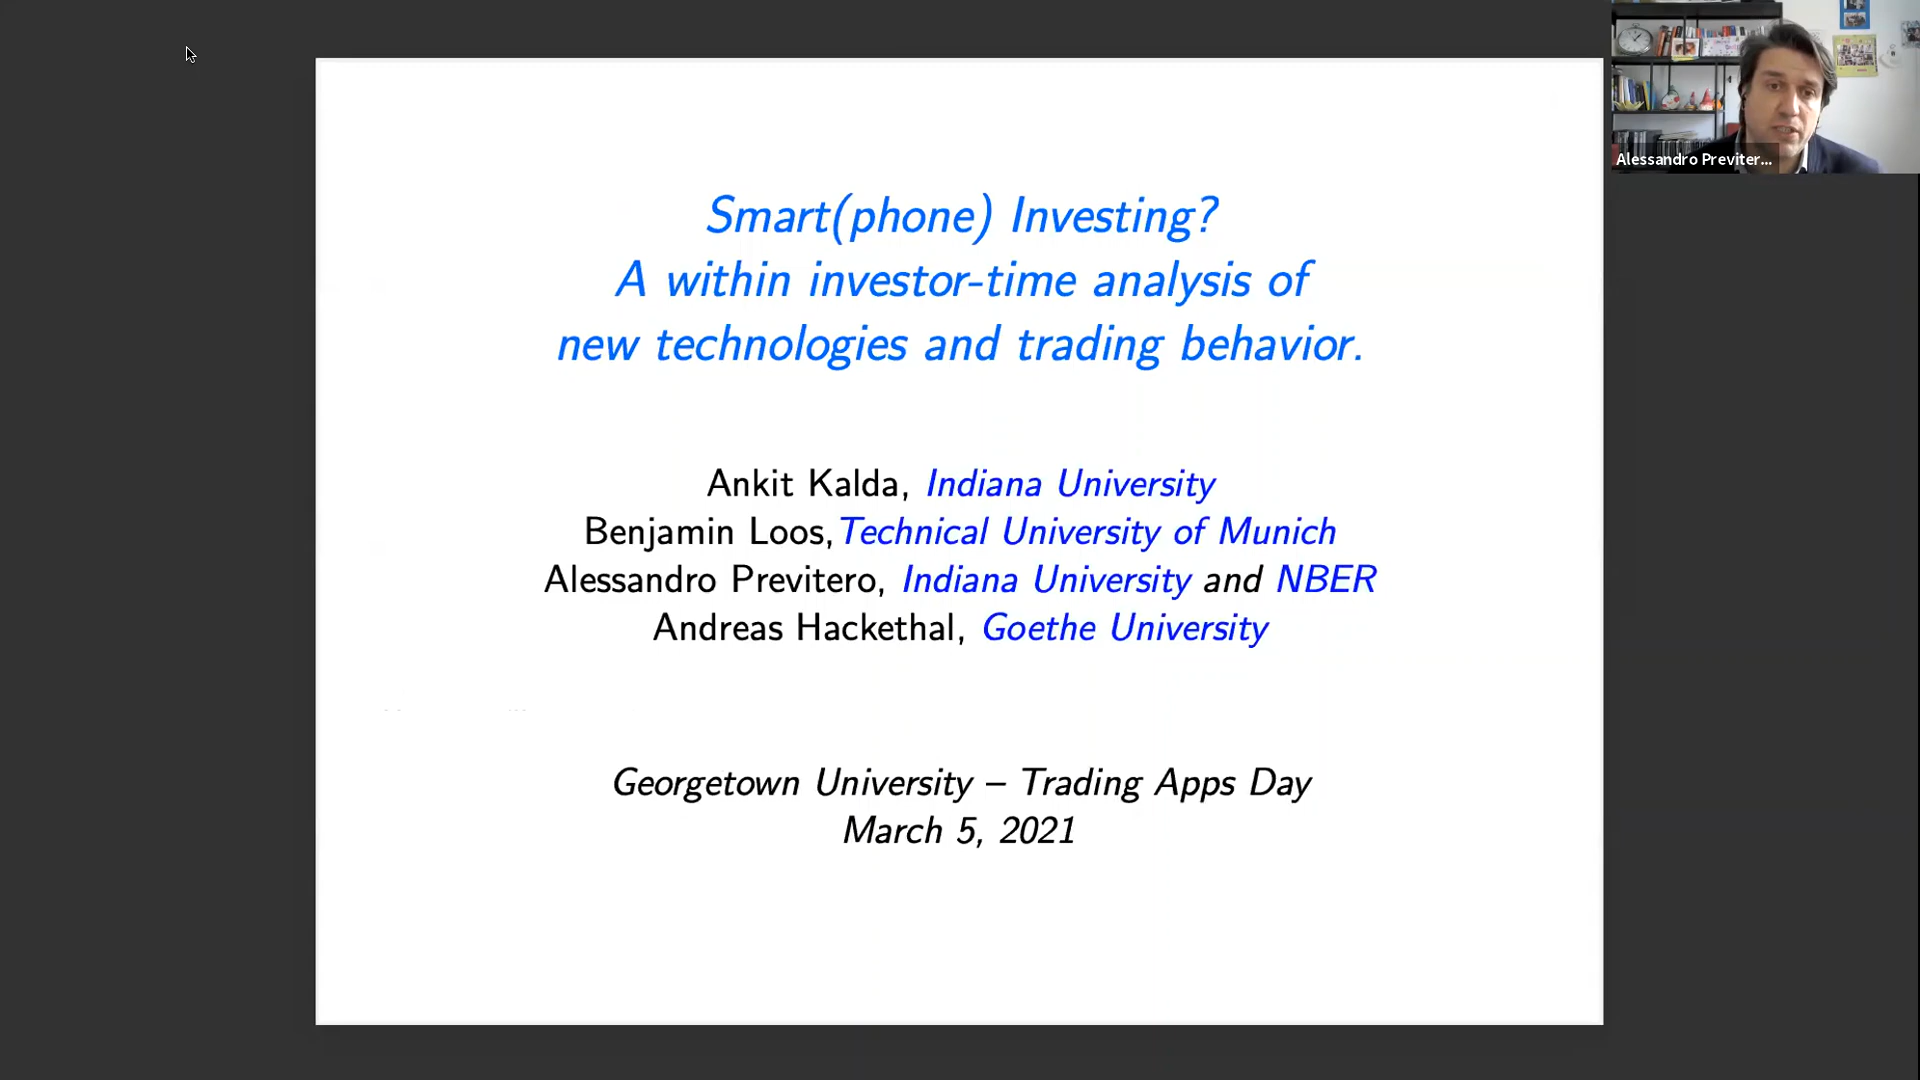 Smart(phone) Investing?
A within investor-time analysis of
new technologies and trading behavior.
Ankit Kalda, Indiana University
Benjamin Loos,Technical University of Munich
Alessandro Previtero, Indiana University and NBER
Andreas Hackethal, Goethe University
Georgetown University – Trading Apps Day
March 5, 2021
Alessandro Previter...